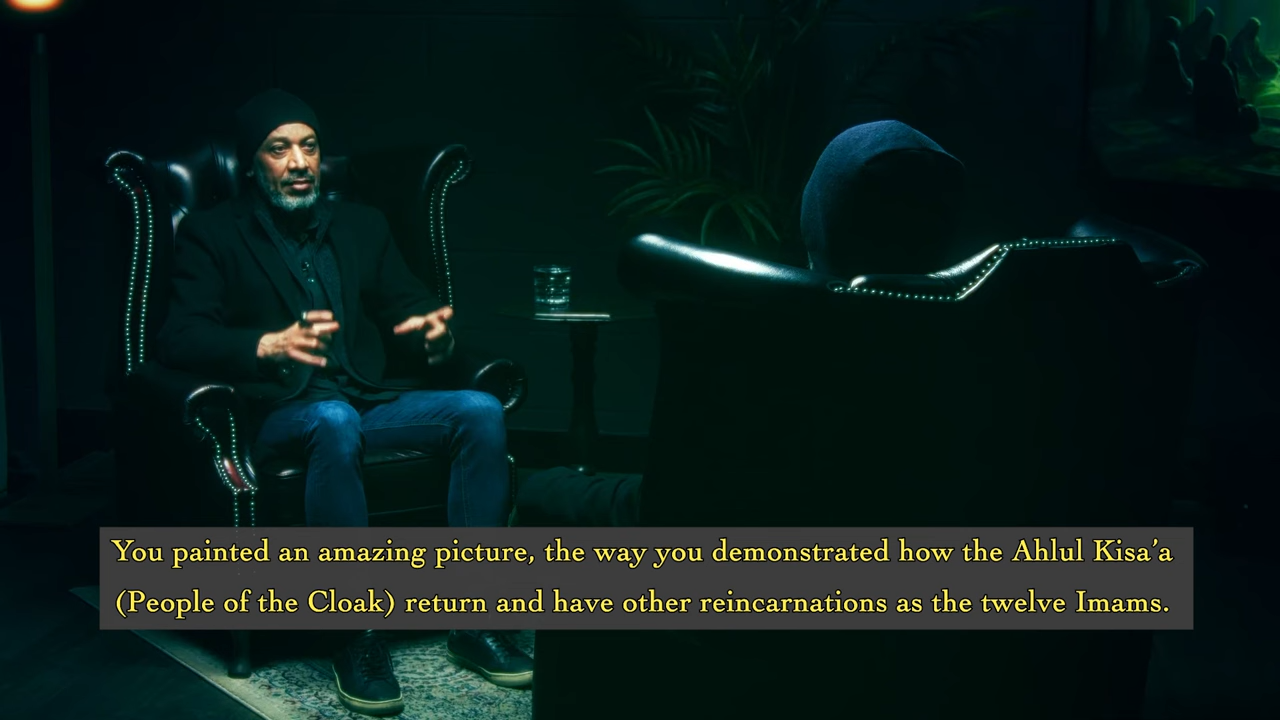 You painted an amazing picture, the way you demonstrated how the Ahlul Kisa’a
(People of the Cloak) return and have other reincarnations as the twelve Imams.